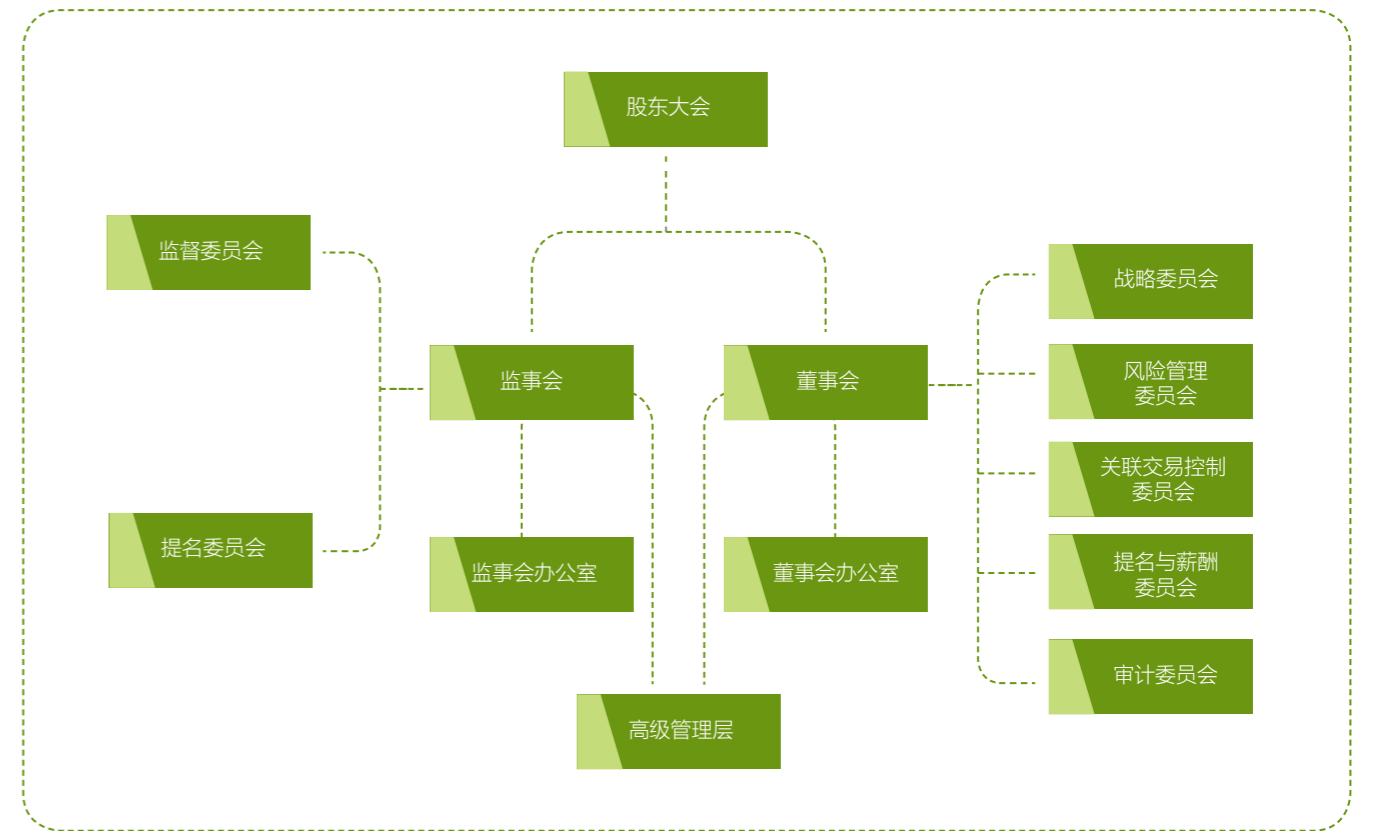 股东大会
监督委员会
战略委员会
监事会
董事会
风险管理
委员会
关联交易控制
委员会
提名委员会
监事会办公室
董事会办公室
提名与薪酬
委员会
审计委员会
高级管理层